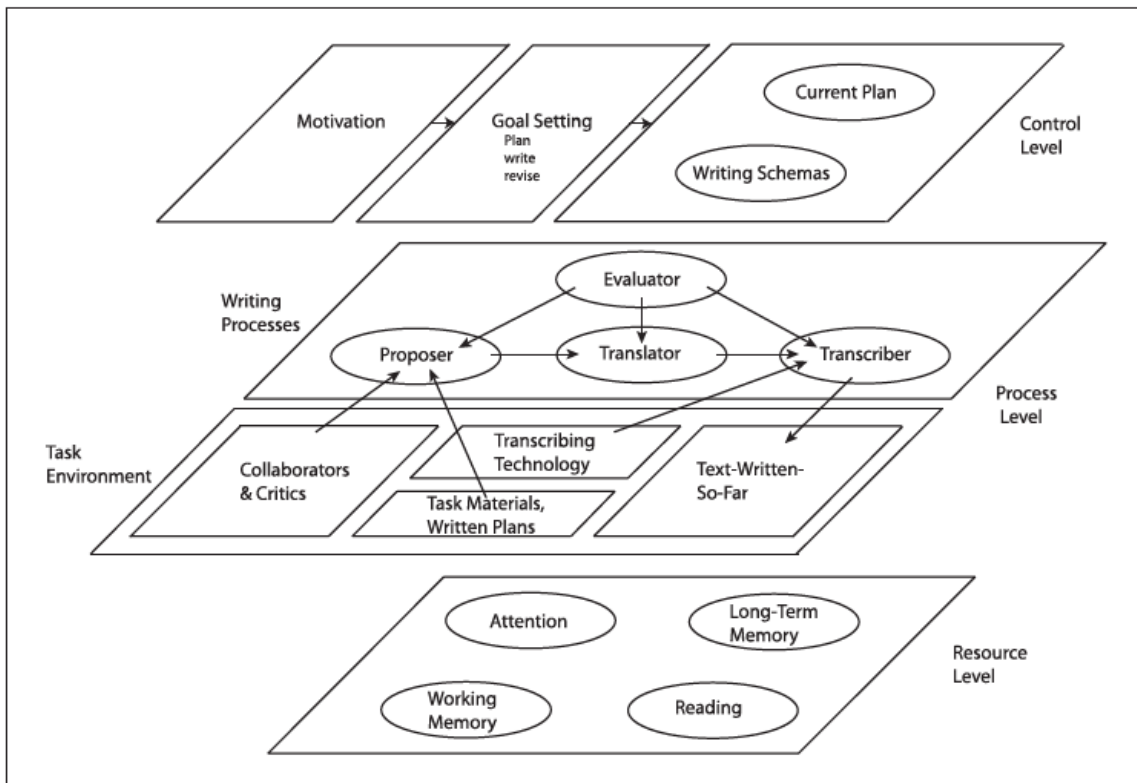 Motivation
Goal Setting
Plan
write
revise
Current Plan
Writing Schemas
Control
Level
Writing
Processes
Evaluator
Proposer
Translator
Transcriber
Process
Level
Task
Environment
Collaborators
& Critics
Transcribing
Technology
Task Materials,
Written Plans
Text-Written-
So-Far
Attention
Long-Term
Memory
Working
Memory
Reading
Resource
Level